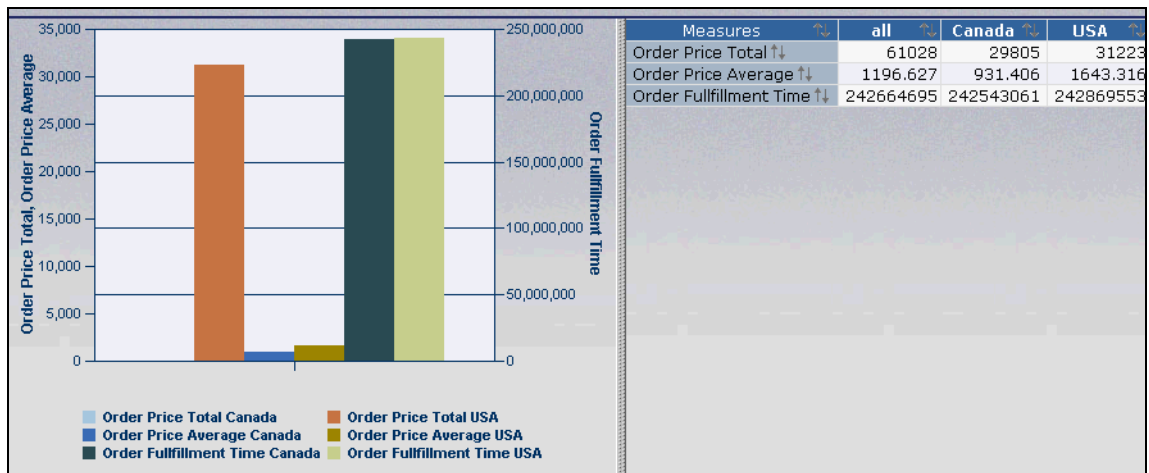 35,000
30,000
25,000
20,000
15,000
10,000
5,000
0
Order Price Total, Order Price Average
250,000,000
200,000,000
150,000,000
100,000,000
50,000,000
0
Order Fullfillment Time
Order Price Total Canada Order Price Total USA
Order Price Average Canada Order Price Average USA
Order Fullfillment Time Canada Order Fullfillment Time USA
Measures all Canada USA
Order Price Total 61028 29805 31223
Order Price Average 1196.627 931.406 1643.316
Order Fullfillment Time 242664695 242543061 242869553